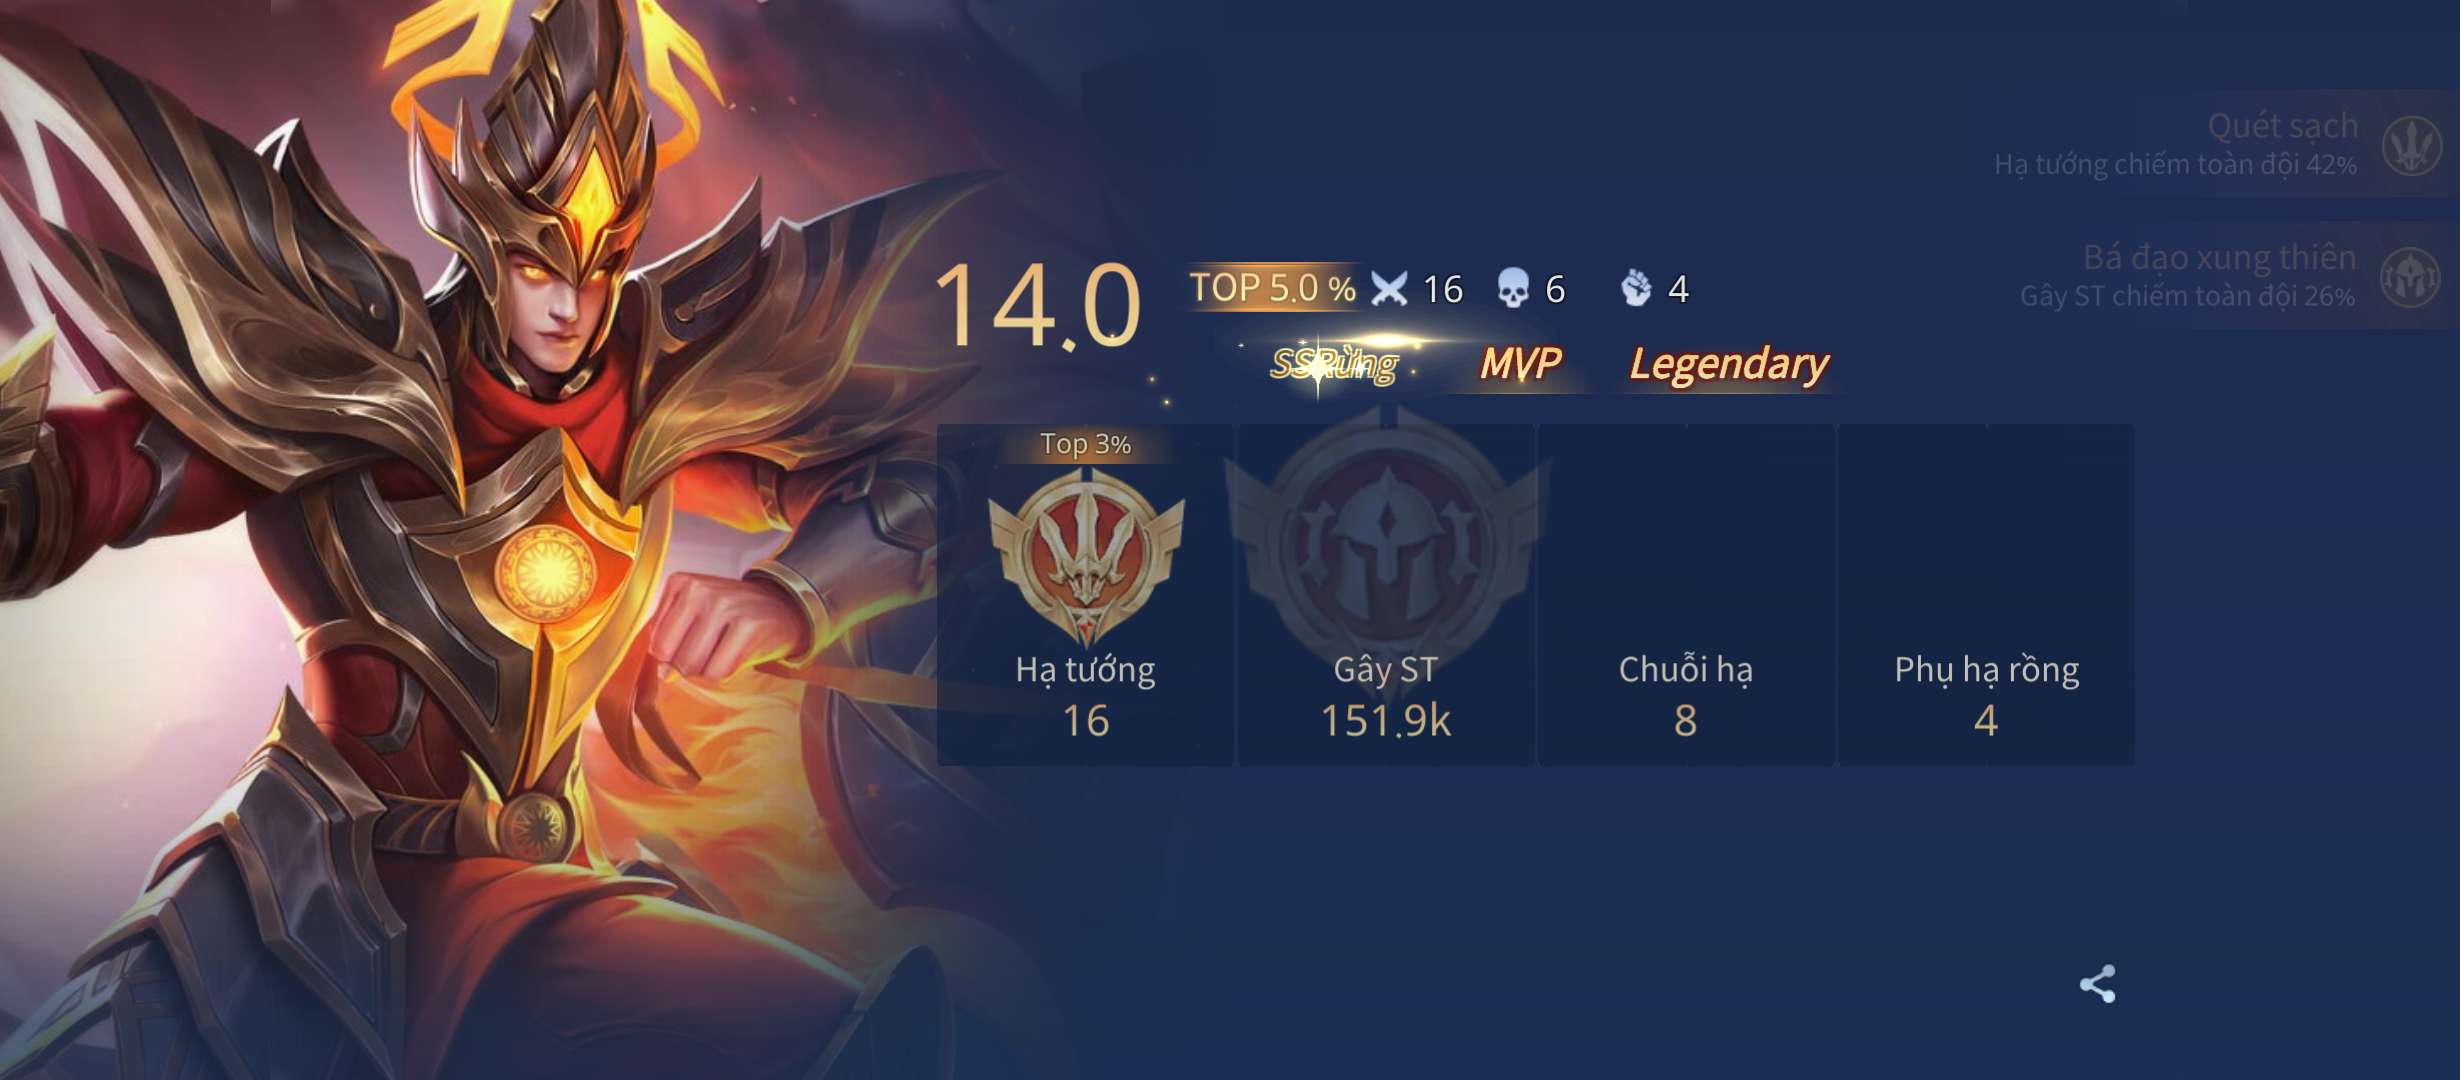 Quét sạch
Hạ tướng chiếm toàn đội 42%
Bá đạo xung thiên
Gây ST chiếm toàn đội 26%
14.0
TOP 5.0 %
16
6
4
SS Rừng
MVP
Legendary
Top 3%
Hạ tướng
16
Gây ST
151.9k
Chuỗi hạ
8
Phụ hạ rồng
4